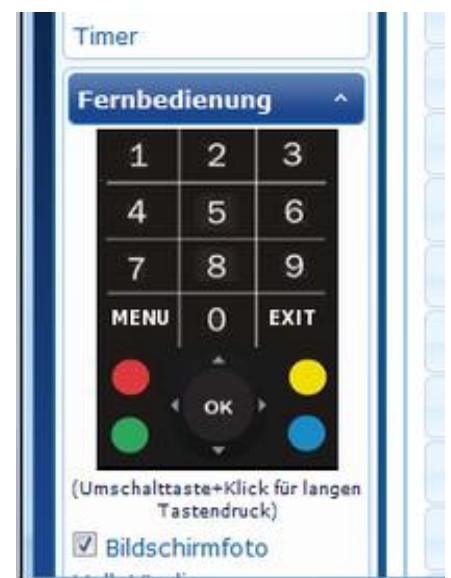 Timer
Fernbedienung
1 2 3
4 5 6
7 8 9
MENU 0 EXIT
OK
(Umschalttaste+Klick für langen
Tastendruck)
Bildschirmfoto